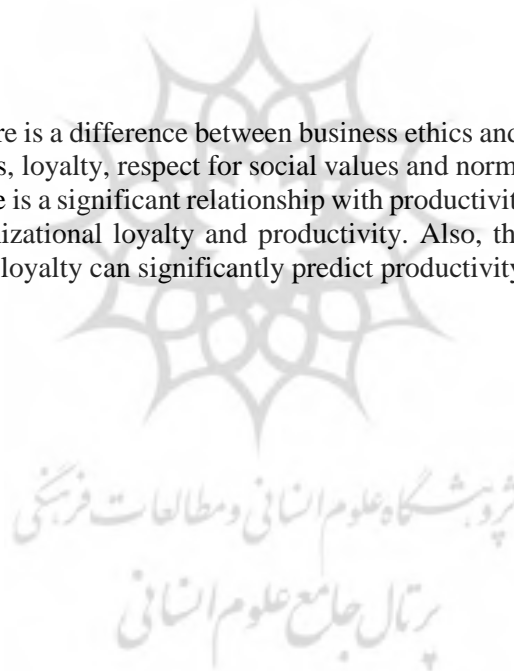 re is a difference between business ethics and
s, loyalty, respect for social values and norm
e is a significant relationship with productivit
nizational loyalty and productivity. Also, th
loyalty can significantly predict productivity
پژوهشگاه علوم انسانی و مطالعات فرهنگی
پرتال جامع علوم انسانی